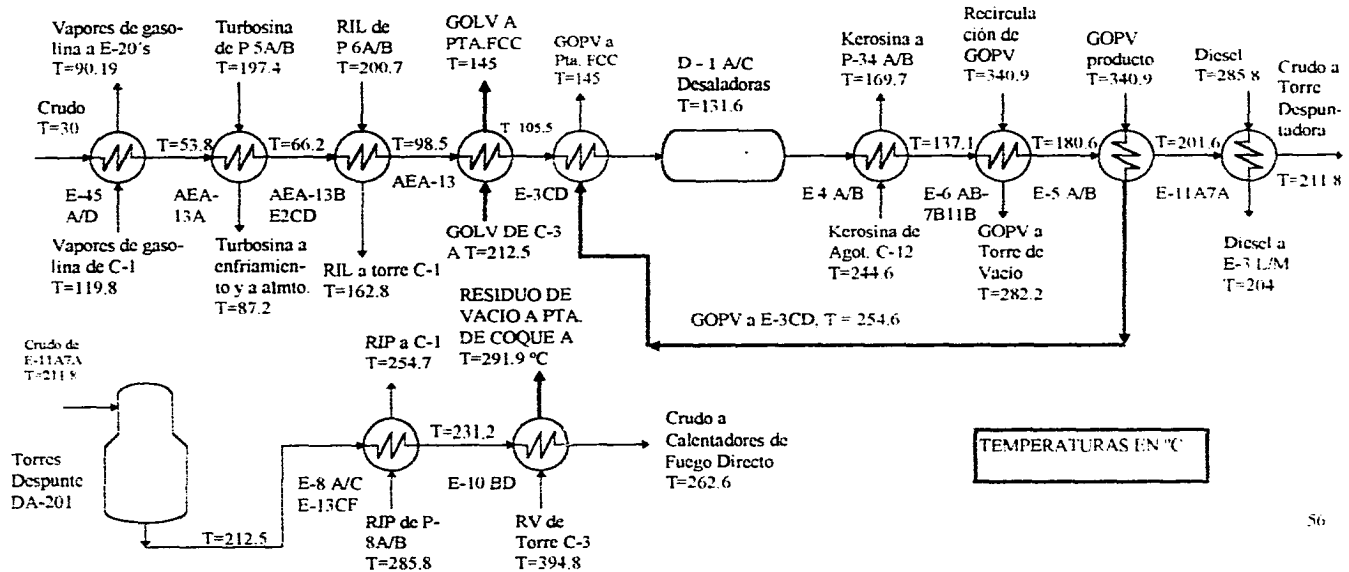 Vapores de gaso-
lina a E-20's
T=90.19
Turbosina
de P 5A/B
T=197.4
RIL de
P 6A/B
T=200.7
GOLV A
PTA.FCC
T=145
GOPV a
Pta. FCC
T=145
D - 1 A/C
Desaladoras
T=131.6
Kerosina a
P-34 A/B
T=169.7
Recircula
ción de
GOPV
T=340.9
GOPV
producto
T=340.9
Diesel
T=285.8
Crudo a
Torre
Despun-
tadora
T=211.8
Crudo
T=30
T=53.8
T=66.2
T=98.5
T 105.5
T=137.1
T=180.6
T=201.6
E-45
A/D
AEA-
13A
AEA-13B
E2CD
AEA-13
E-3CD
E4 A/B
E-6 AB-
7B11B
E-5 A/B
E-11A7A
Vapores de gaso-
lina de C-1
T=119.8
Turbosina a
enfriamien-
to y a almto.
T=87.2
RIL a torre C-1
T=162.8
GOLV DE C-3
A T=212.5
Kerosina de
Agot. C-12
T=244.6
GOPV a
Torre de
Vacio
T=282.2
Diesel a
E-3 L/M
T=204
GOPV a E-3CD, T = 254.6
Crudo de
E-11A7A
T=211.8
Torres
Despunte
DA-201
T=212.5
RIP a C-1
T=254.7
RESIDUO DE
VACIO A PTA.
DE COQUE A
T=291.9 ºC
T=231.2
E-8 A/C
E-13CF
E-10 BD
RIP de P-
8A/B
T=285.8
RV de
Torre C-3
T=394.8
Crudo a
Calentadores de
Fuego Directo
T=262.6
TEMPERATURAS EN ºC
56